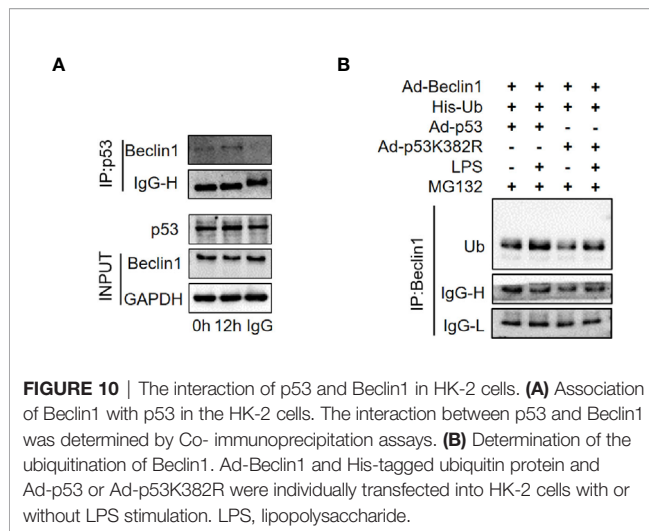 A
B
Ad-Beclin1 + + + +
His-Ub + + + +
Ad-p53 + + - -
Ad-p53K382R - - + +
LPS - + - +
MG132 + + + +
IP:p53
Beclin1
IgG-H
p53
INPUT
Beclin1
GAPDH
0h 12h IgG
IP:Beclin1
Ub
IgG-H
IgG-L
FIGURE 10 | The interaction of p53 and Beclin1 in HK-2 cells. (A) Association
of Beclin1 with p53 in the HK-2 cells. The interaction between p53 and Beclin1
was determined by Co- immunoprecipitation assays. (B) Determination of the
ubiquitination of Beclin1. Ad-Beclin1 and His-tagged ubiquitin protein and
Ad-p53 or Ad-p53K382R were individually transfected into HK-2 cells with or
without LPS stimulation. LPS, lipopolysaccharide.